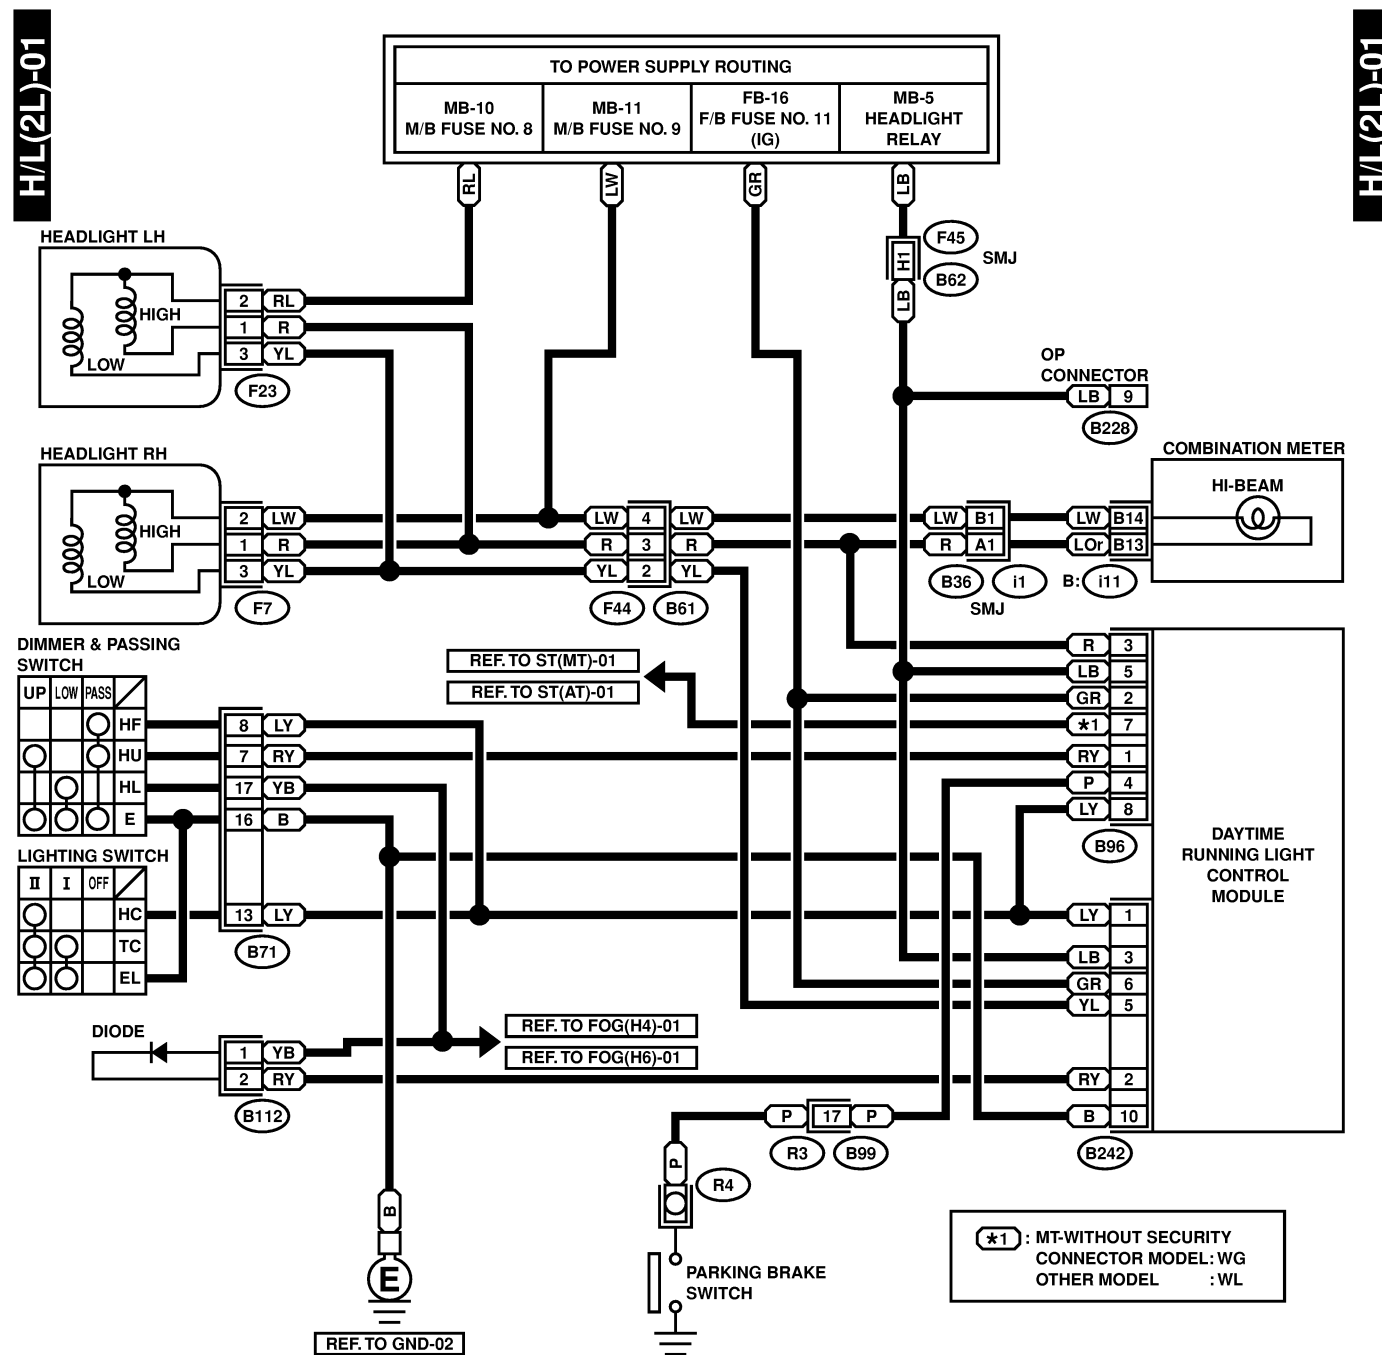 H/L(2L)-01
H/L(2L)-01
TO POWER SUPPLY ROUTING
MB-10
M/B FUSE NO. 8
MB-11
M/B FUSE NO. 9
FB-16
F/B FUSE NO. 11
(IG)
MB-5
HEADLIGHT
RELAY
RL
LW
GR
LB
H1
F45
B62
SMJ
LB
HEADLIGHT LH
HIGH
LOW
2 RL
1 R
3 YL
F23
OP
CONNECTOR
LB 9
B228
HEADLIGHT RH
HIGH
LOW
2 LW
1 R
3 YL
F7
LW 4 LW
R 3 R
YL 2 YL
F44 B61
LW B1
R A1
B36 i1
SMJ
COMBINATION METER
HI-BEAM
LW B14
LOr B13
B: i11
DIMMER & PASSING
SWITCH
UP LOW PASS
HF
HU
HL
E
8 LY
7 RY
17 YB
16 B
13 LY
B71
LIGHTING SWITCH
II I OFF
HC
TC
EL
REF. TO ST(MT)-01
REF. TO ST(AT)-01
R 3
LB 5
GR 2
*1 7
RY 1
P 4
LY 8
B96
DAYTIME
RUNNING LIGHT
CONTROL
MODULE
LY 1
LB 3
GR 6
YL 5
RY 2
B 10
B242
DIODE
1 YB
2 RY
B112
REF. TO FOG(H4)-01
REF. TO FOG(H6)-01
P 17 P
R3 B99
P
R4
PARKING BRAKE
SWITCH
B
E
REF. TO GND-02
*1 : MT-WITHOUT SECURITY
CONNECTOR MODEL: WG
OTHER MODEL : WL